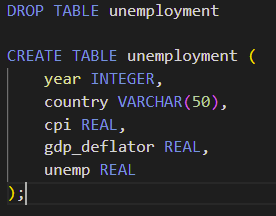 DROP TABLE unemployment
CREATE TABLE unemployment (
    year INTEGER,
    country VARCHAR(50),
    cpi REAL,
    gdp_deflator REAL,
    unemp REAL
);